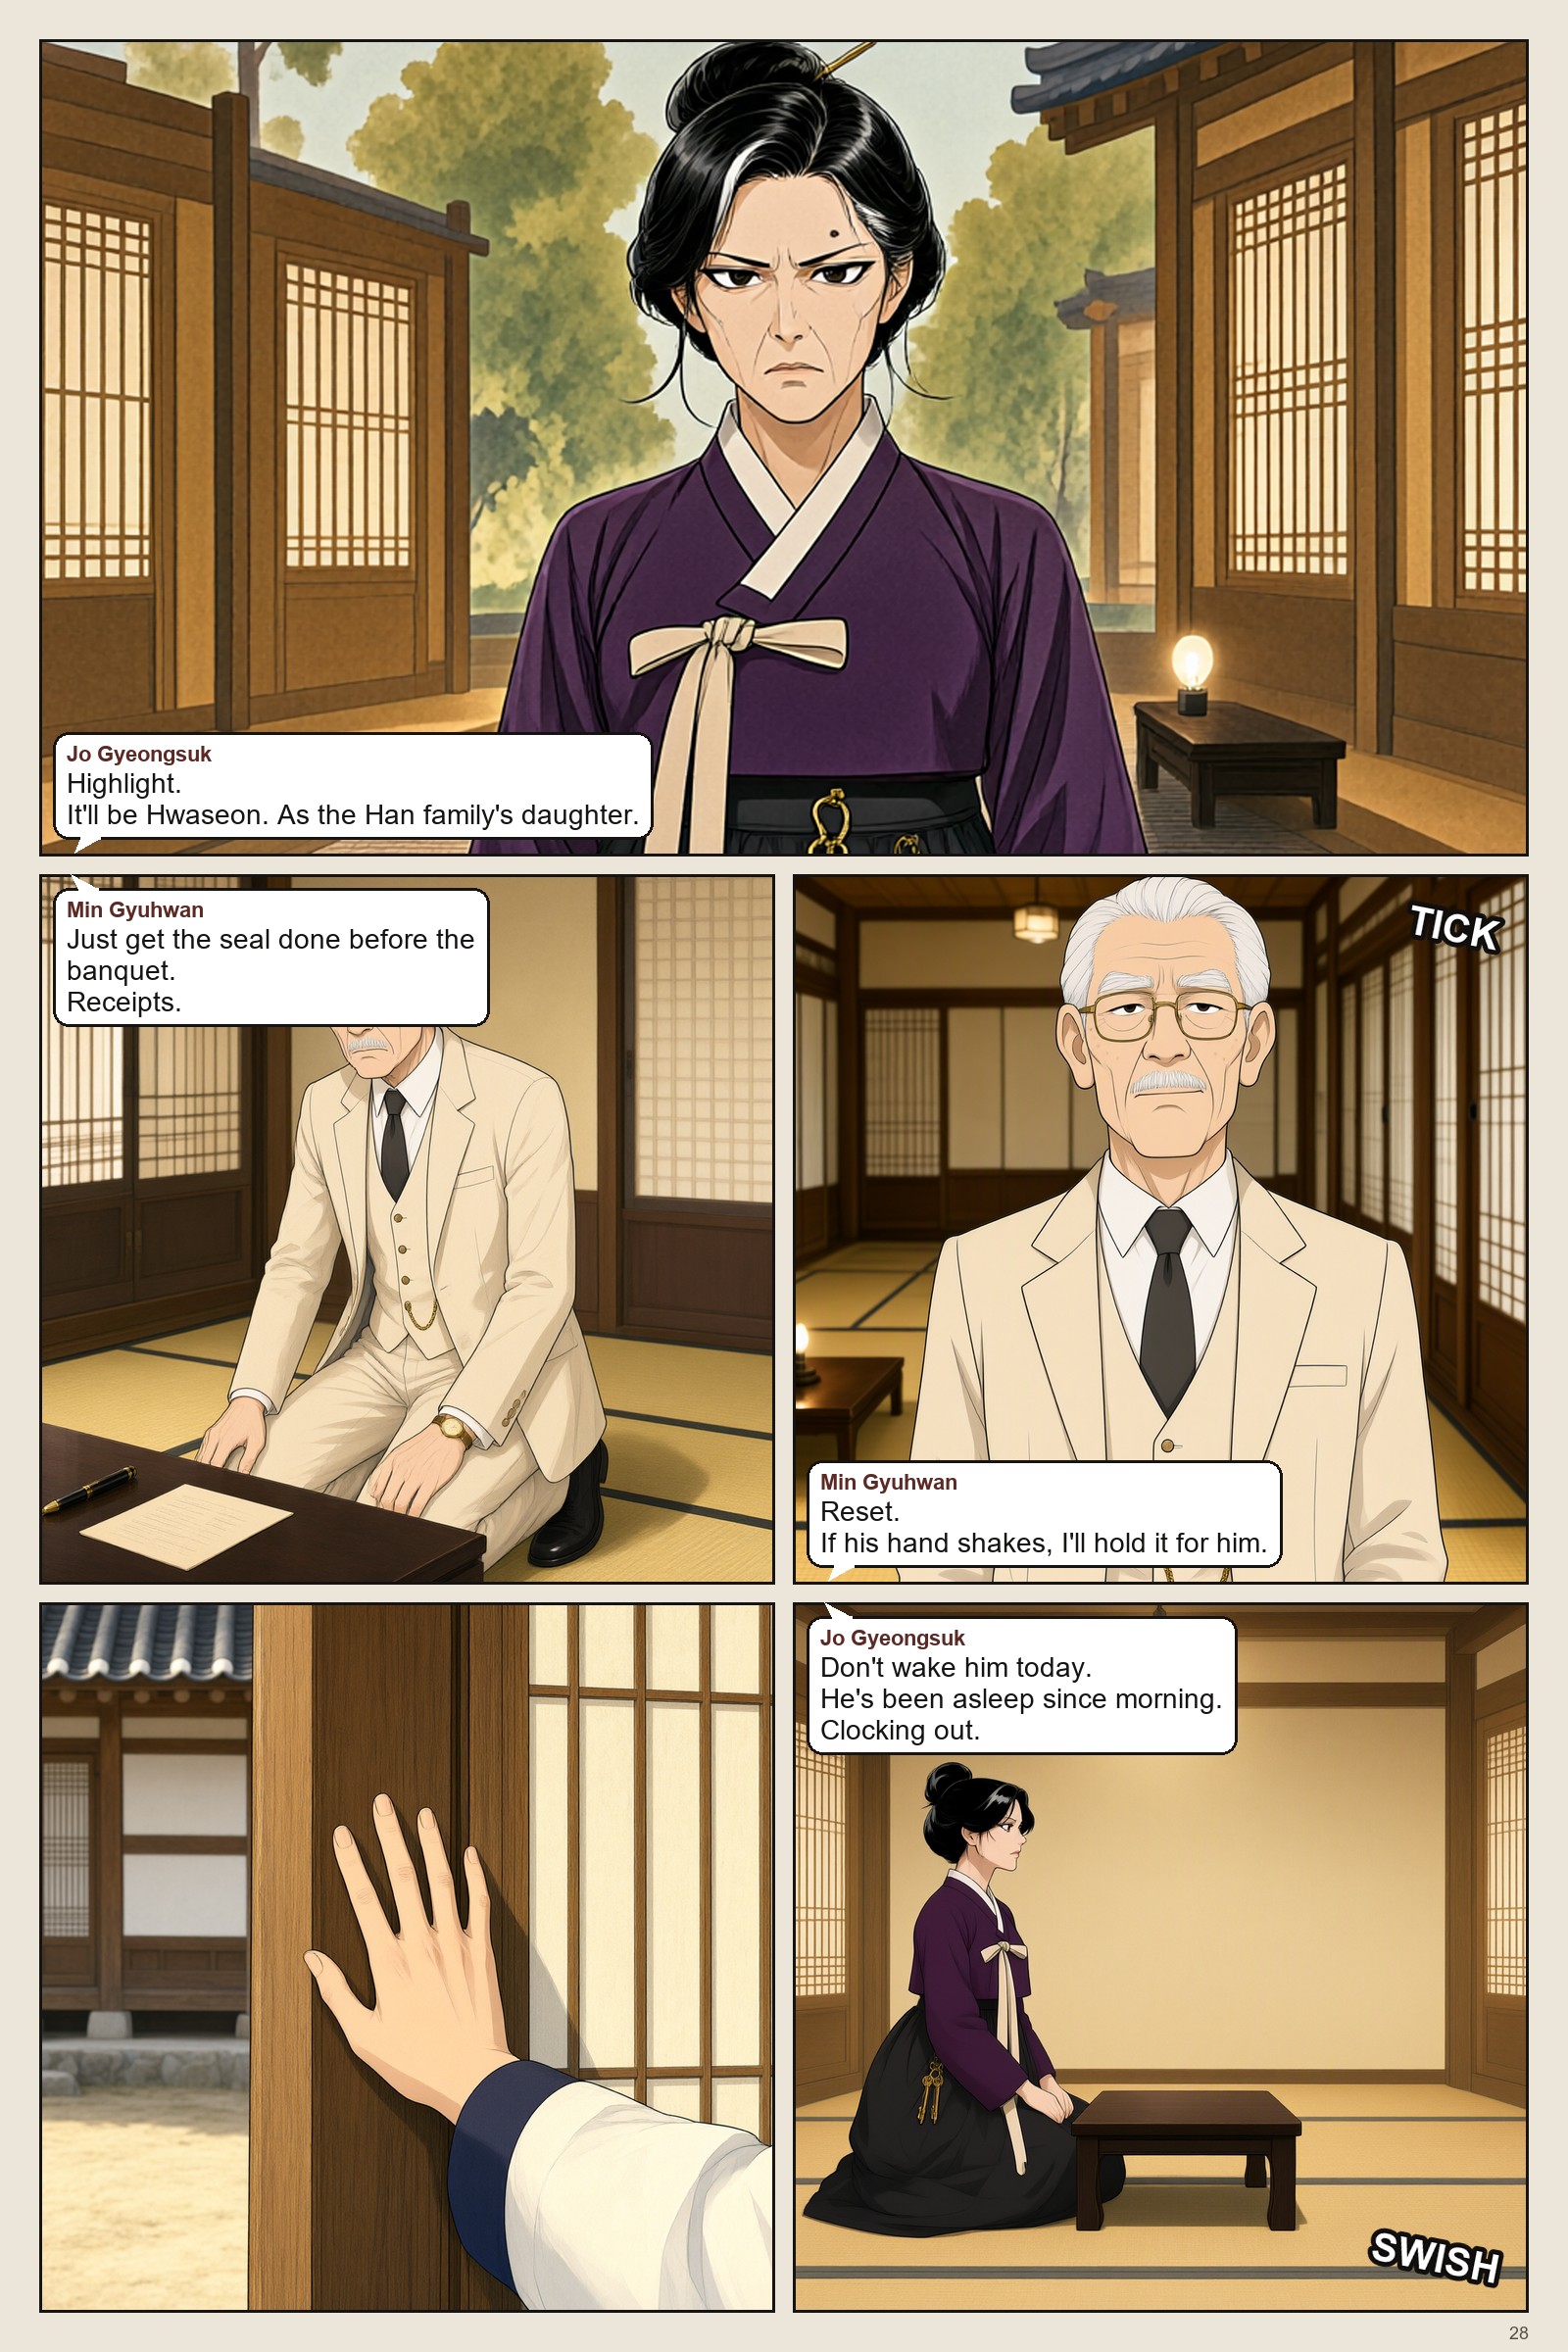 Jo Gyeongsuk
Highlight.
It'll be Hwaseon. As the Han family's daughter.
Min Gyuhwan
Just get the seal done before the
banquet.
Receipts.
TICK
Min Gyuhwan
Reset.
If his hand shakes, I'll hold it for him.
Jo Gyeongsuk
Don't wake him today.
He's been asleep since morning.
Clocking out.
SWISH
28